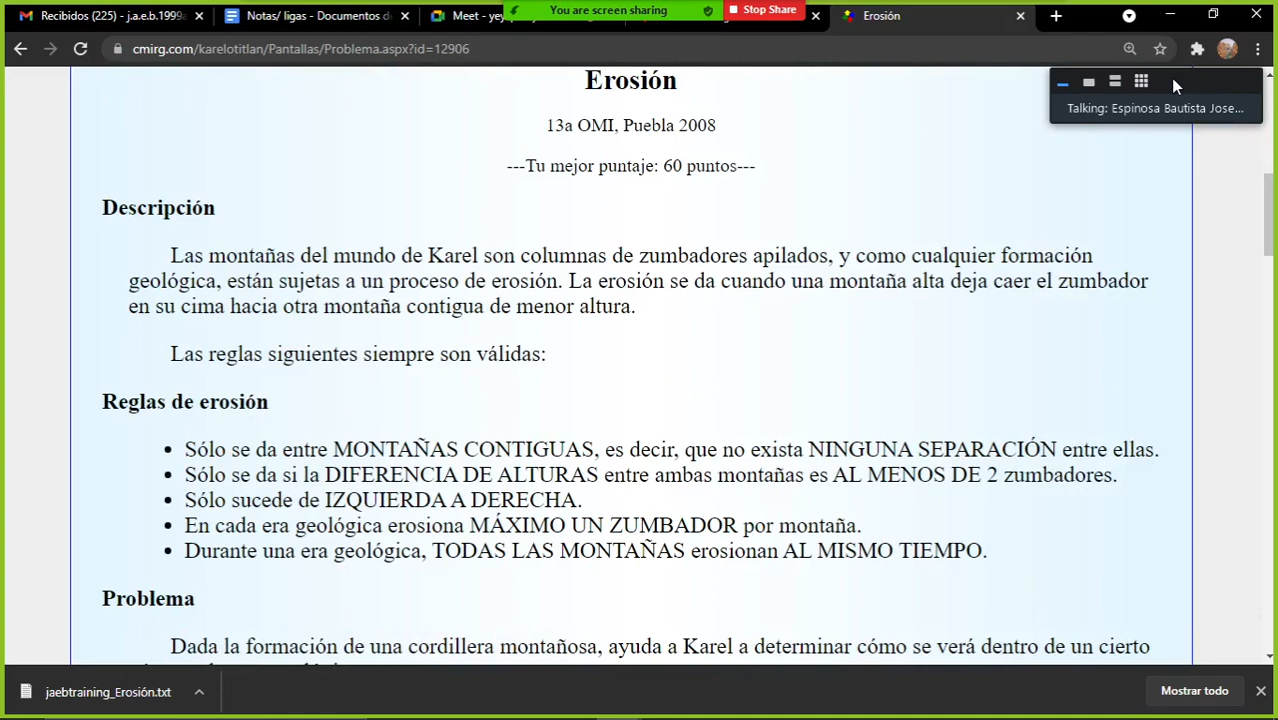 Recibidos (225) - j.a.e.b.1999a
Notas/ ligas - Documentos d
Meet - yey
You are screen sharing
Stop Share
Erosión
cmirg.com/karelotitlan/Pantallas/Problema.aspx?id=12906
Talking: Espinosa Bautista Jose...
Erosión
13a OMI, Puebla 2008
---Tu mejor puntaje: 60 puntos---
Descripción
Las montañas del mundo de Karel son columnas de zumbadores apilados, y como cualquier formación
geológica, están sujetas a un proceso de erosión. La erosión se da cuando una montaña alta deja caer el zumbador
en su cima hacia otra montaña contigua de menor altura.
Las reglas siguientes siempre son válidas:
Reglas de erosión
Sólo se da entre MONTAÑAS CONTIGUAS, es decir, que no exista NINGUNA SEPARACIÓN entre ellas.
Sólo se da si la DIFERENCIA DE ALTURAS entre ambas montañas es AL MENOS DE 2 zumbadores.
Sólo sucede de IZQUIERDA A DERECHA.
En cada era geológica erosiona MÁXIMO UN ZUMBADOR por montaña.
Durante una era geológica, TODAS LAS MONTAÑAS erosionan AL MISMO TIEMPO.
Problema
Dada la formación de una cordillera montañosa, ayuda a Karel a determinar cómo se verá dentro de un cierto
jaebtraining_Erosión.txt
Mostrar todo